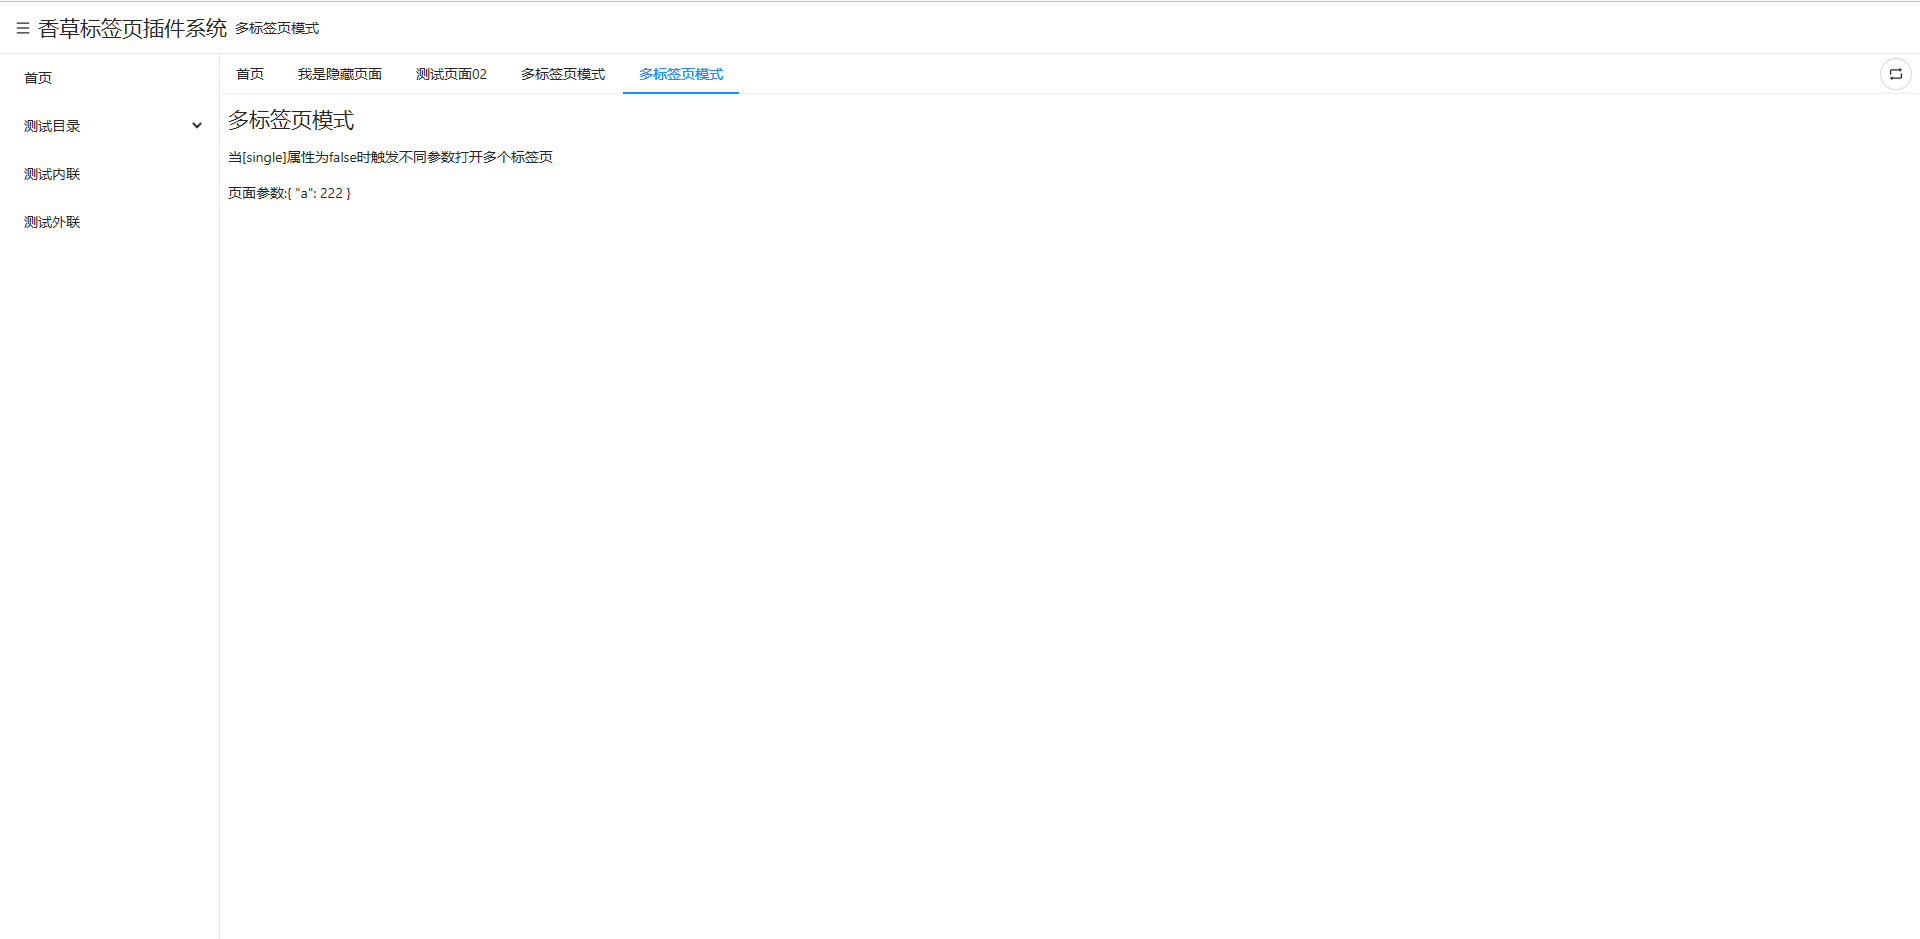 香草标签页插件系统 多标签页模式
首页
测试目录
测试内联
测试外联
首页 我是隐藏页面 测试页面02 多标签页模式 多标签页模式
多标签页模式
当[single]属性为false时触发不同参数打开多个标签页
页面参数:{ "a": 222 }